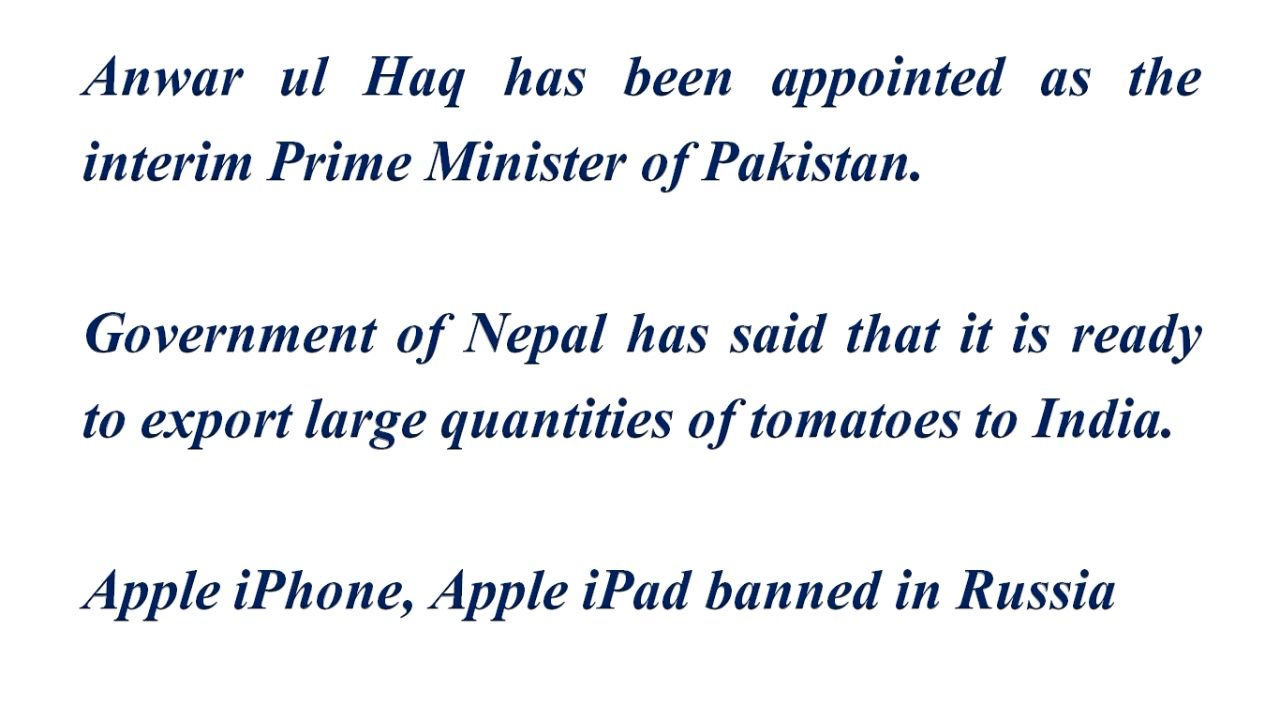 Anwar ul Haq has been appointed as the
interim Prime Minister of Pakistan.
Government of Nepal has said that it is ready
to export large quantities of tomatoes to India.
Apple iPhone, Apple iPad banned in Russia